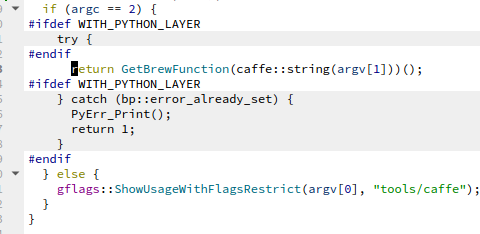 if (argc == 2) {
#ifdef WITH_PYTHON_LAYER
try {
#endif
return GetBrewFunction(caffe::string(argv[1]))();
#ifdef WITH_PYTHON_LAYER
} catch (bp::error_already_set) {
PyErr_Print();
return 1;
}
#endif
} else {
gflags::ShowUsageWithFlagsRestrict(argv[0], "tools/caffe");
}
}